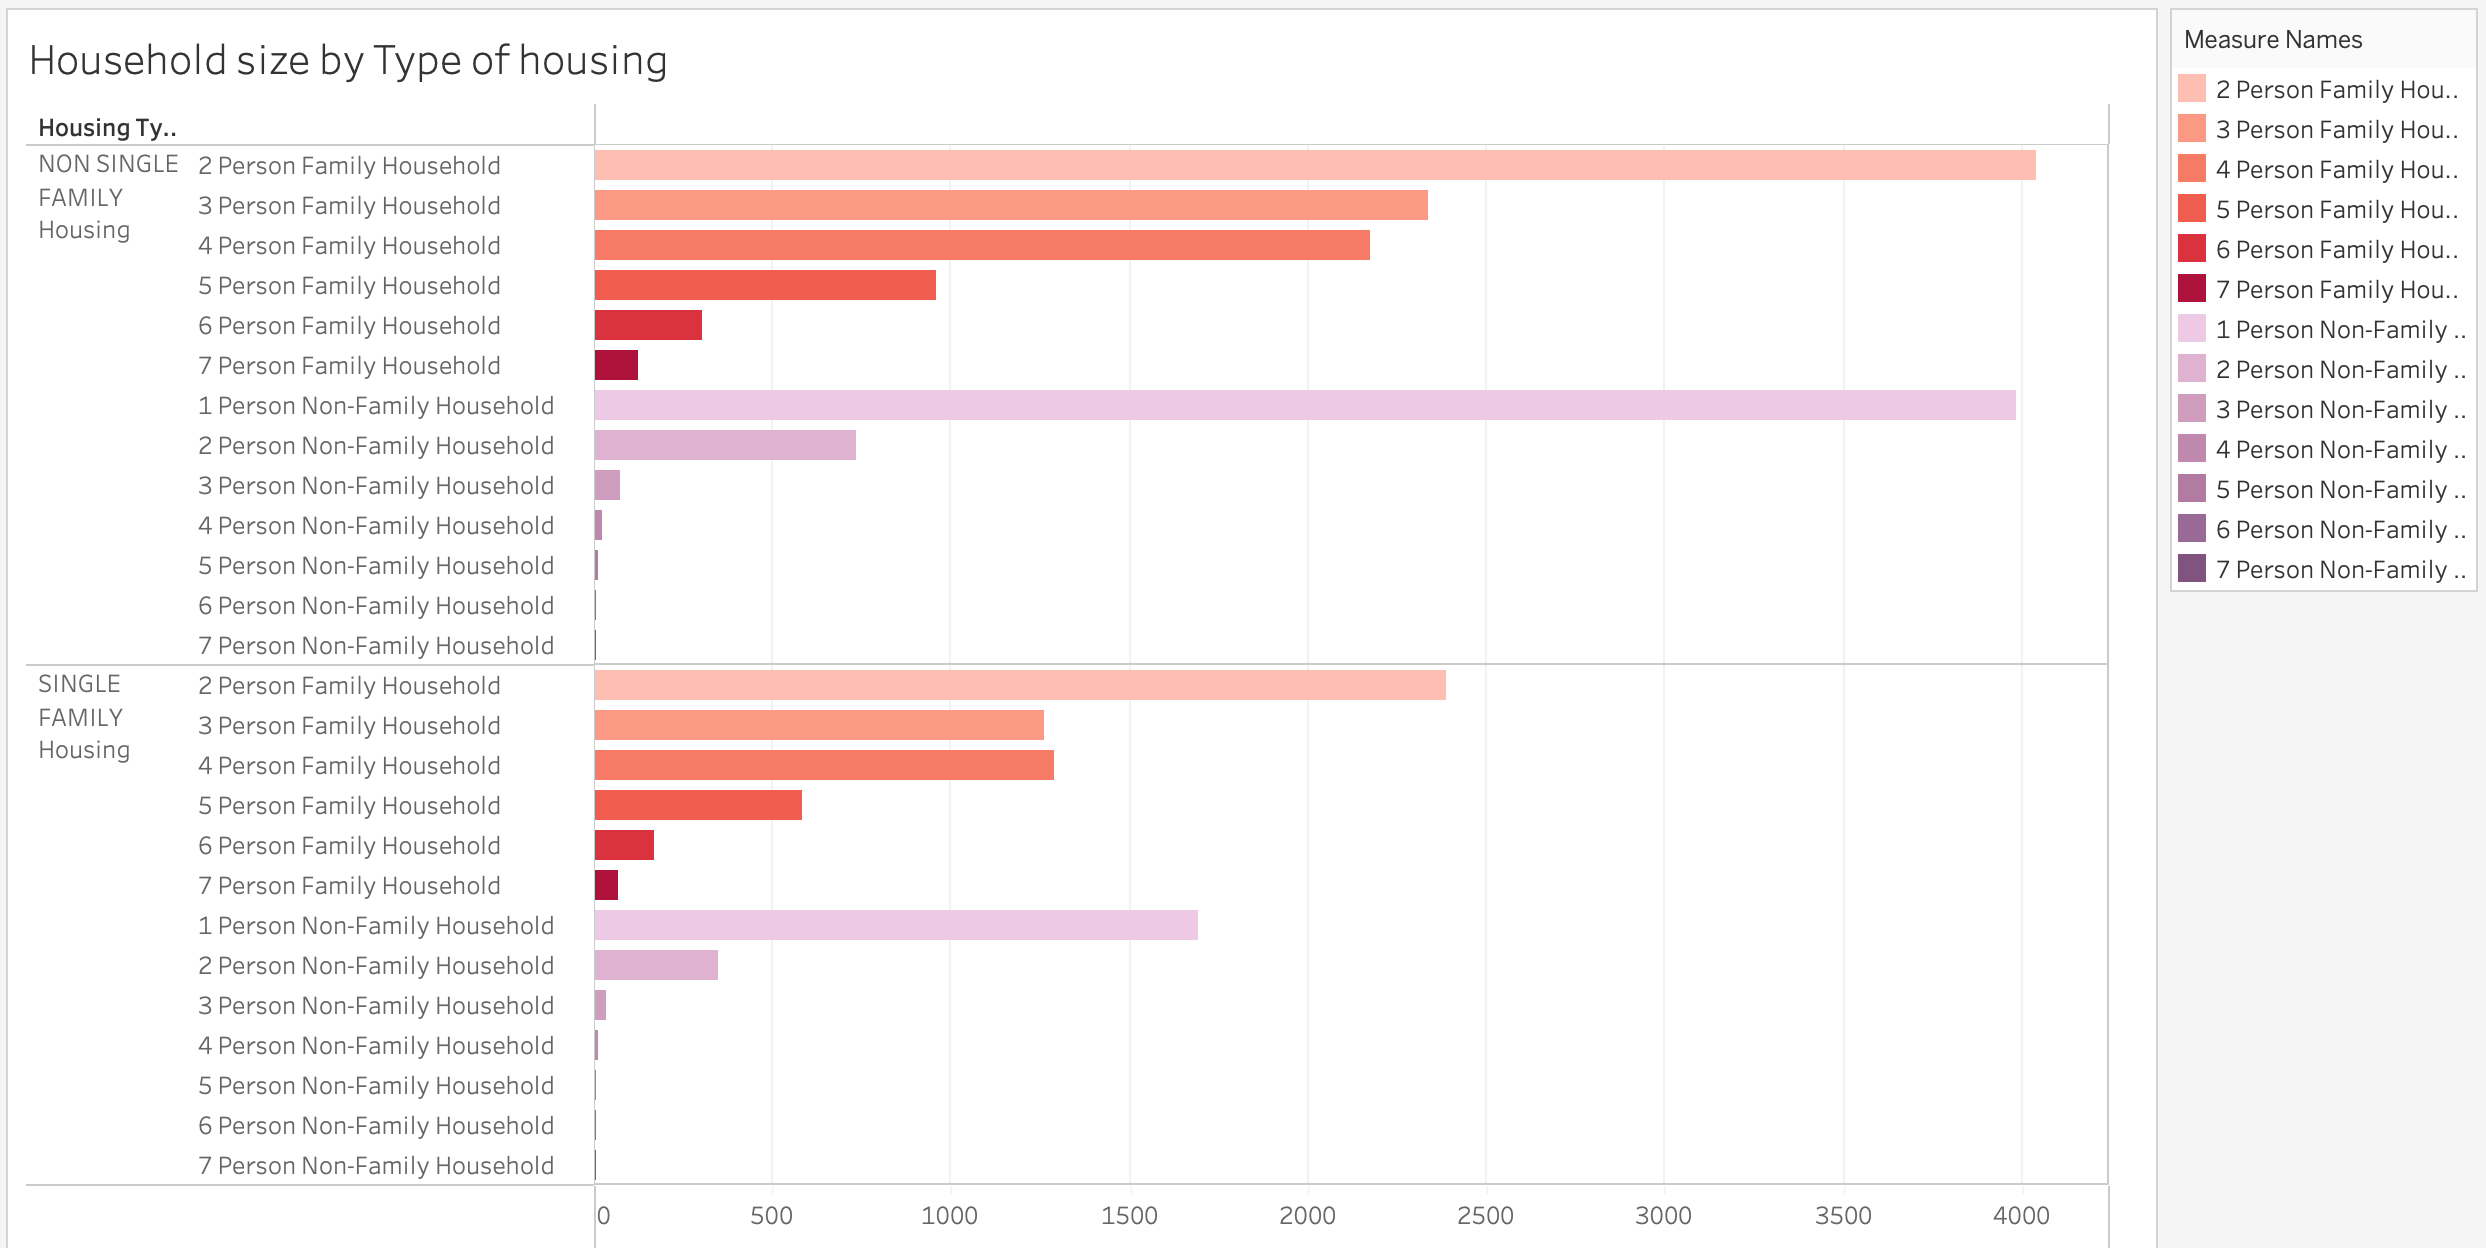 Household size by Type of housing
Housing Ty..
NON SINGLE
FAMILY
Housing
2 Person Family Household
3 Person Family Household
4 Person Family Household
5 Person Family Household
6 Person Family Household
7 Person Family Household
1 Person Non-Family Household
2 Person Non-Family Household
3 Person Non-Family Household
4 Person Non-Family Household
5 Person Non-Family Household
6 Person Non-Family Household
7 Person Non-Family Household
SINGLE
FAMILY
Housing
2 Person Family Household
3 Person Family Household
4 Person Family Household
5 Person Family Household
6 Person Family Household
7 Person Family Household
1 Person Non-Family Household
2 Person Non-Family Household
3 Person Non-Family Household
4 Person Non-Family Household
5 Person Non-Family Household
6 Person Non-Family Household
7 Person Non-Family Household
0 500 1000 1500 2000 2500 3000 3500 4000
Measure Names
2 Person Family Hou..
3 Person Family Hou..
4 Person Family Hou..
5 Person Family Hou..
6 Person Family Hou..
7 Person Family Hou..
1 Person Non-Family ..
2 Person Non-Family ..
3 Person Non-Family ..
4 Person Non-Family ..
5 Person Non-Family ..
6 Person Non-Family ..
7 Person Non-Family ..